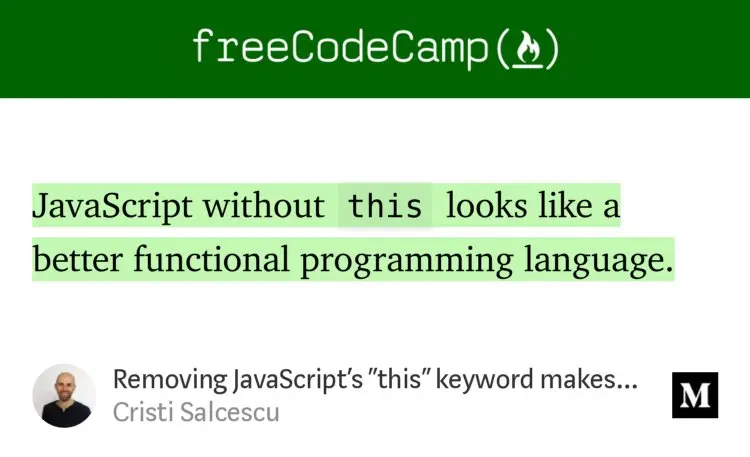 freeCodeCamp(🔥)
JavaScript without this looks like a
better functional programming language.
Removing JavaScript's "this" keyword makes...
Cristi Salcescu
M